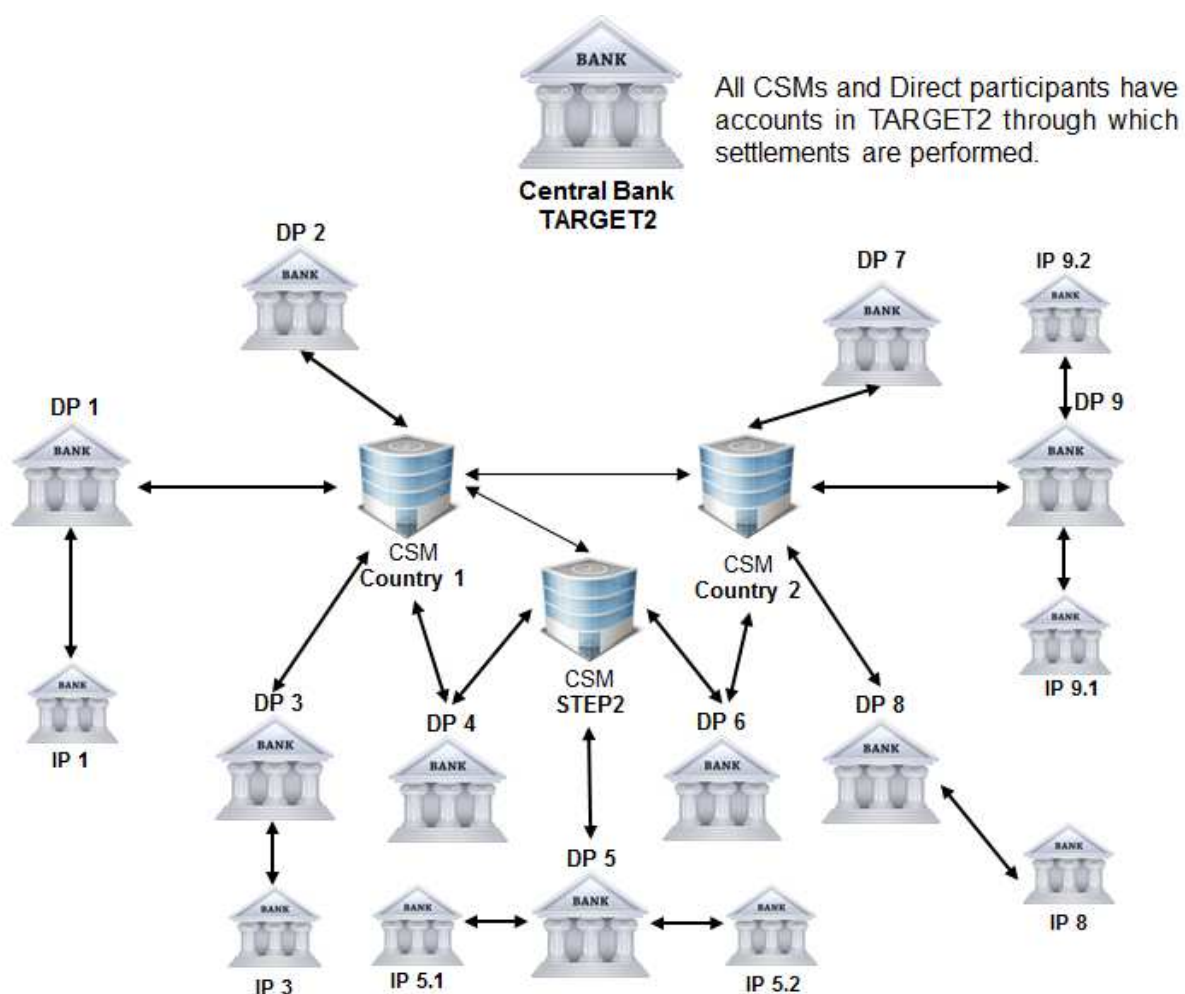 BANK
All CSMs and Direct participants have
accounts in TARGET2 through which
settlements are performed.
Central Bank
TARGET2
DP 2
BANK
DP 7
BANK
IP 9.2
BANK
DP 1
BANK
DP 9
BANK
CSM
Country 1
CSM
Country 2
CSM
STEP2
BANK
IP 9.1
BANK
IP 1
DP 3
BANK
DP 4
BANK
DP 6
BANK
DP 8
BANK
DP 5
BANK
BANK
IP 8
BANK
IP 3
BANK
IP 5.1
BANK
IP 5.2